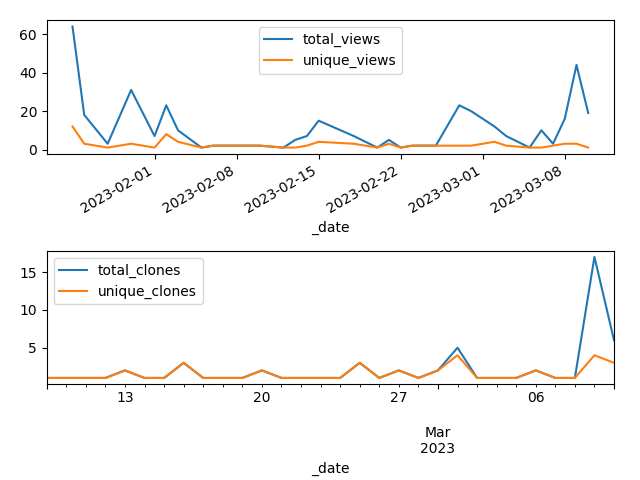 60
40
20
0
total_views
unique_views
2023-02-01
2023-02-08
2023-02-15
2023-02-22
2023-03-01
2023-03-08
_date
15
10
5
total_clones
unique_clones
13
20
27
06
Mar
2023
_date